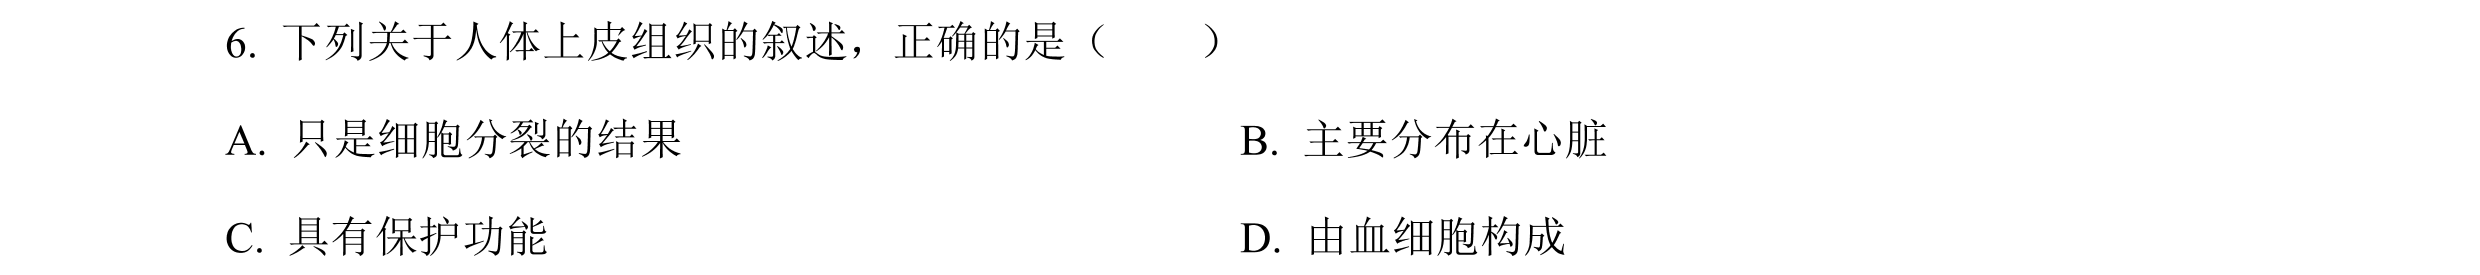 6. 下列关于人体上皮组织的叙述，正确的是（　　）
A. 只是细胞分裂的结果　　B. 主要分布在心脏
C. 具有保护功能　　D. 由血细胞构成